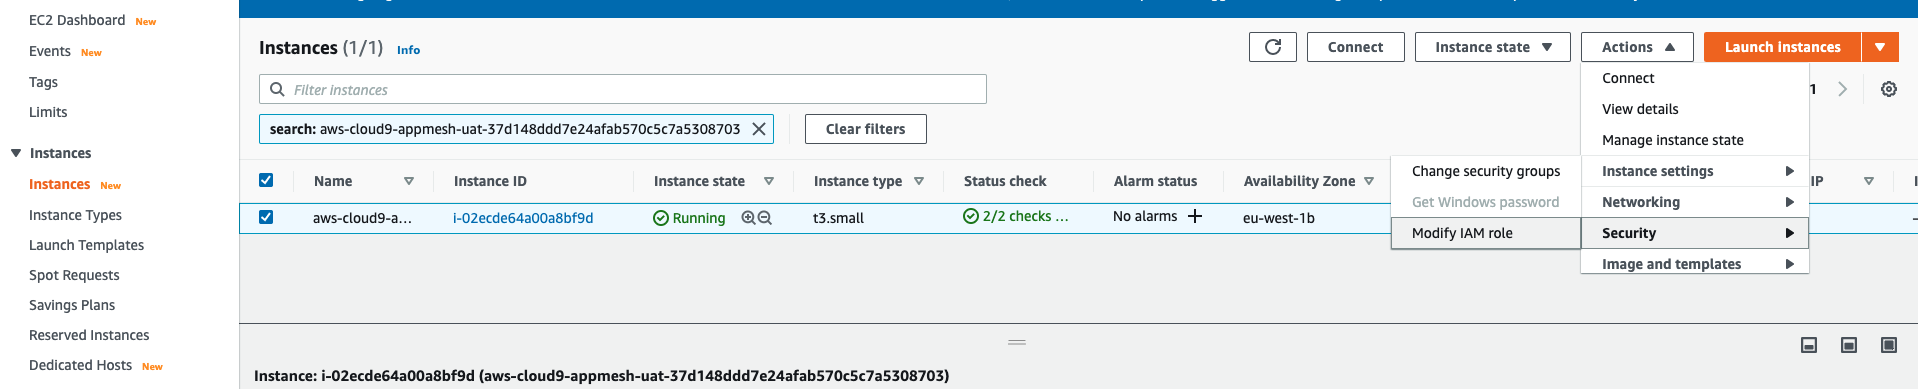 EC2 Dashboard New
Events New
Tags
Limits
Instances
Instances New
Instance Types
Launch Templates
Spot Requests
Savings Plans
Reserved Instances
Dedicated Hosts New
Instances (1/1) Info
Connect
Instance state
Actions
Launch instances
Filter instances
1
search: aws-cloud9-appmesh-uat-37d148ddd7e24afab570c5c7a5308703
Clear filters
Connect
View details
Manage instance state
Instance settings
Networking
Security
Image and templates
Change security groups
Get Windows password
Modify IAM role
Name Instance ID Instance state Instance type Status check Alarm status Availability Zone IP
aws-cloud9-a... i-02ecde64a00a8bf9d Running t3.small 2/2 checks ... No alarms + eu-west-1b
Instance: i-02ecde64a00a8bf9d (aws-cloud9-appmesh-uat-37d148ddd7e24afab570c5c7a5308703)